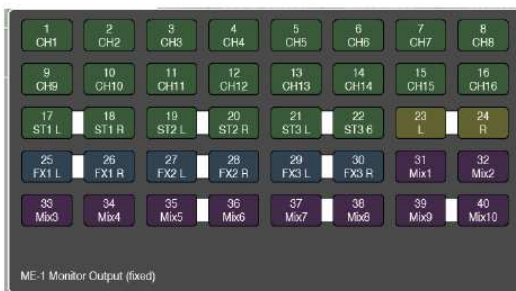 1 2 3 4 5 6 7 8
CH1 CH2 CH3 CH4 CH5 CH6 CH7 CH8
9 10 11 12 13 14 15 16
CH9 CH10 CH11 CH12 CH13 CH14 CH15 CH16
17 18 19 20 21 22 23 24
ST1 L ST1 R ST2 L ST2 R ST3 L ST3 6 L R
25 26 27 28 29 30 31 32
FX1 L FX1 R FX2 L FX2 R FX3 L FX3 R Mix1 Mix2
33 34 35 36 37 38 39 40
Mix3 Mix4 Mix5 Mix6 Mix7 Mix8 Mix9 Mix10
ME-1 Monitor Output (fixed)